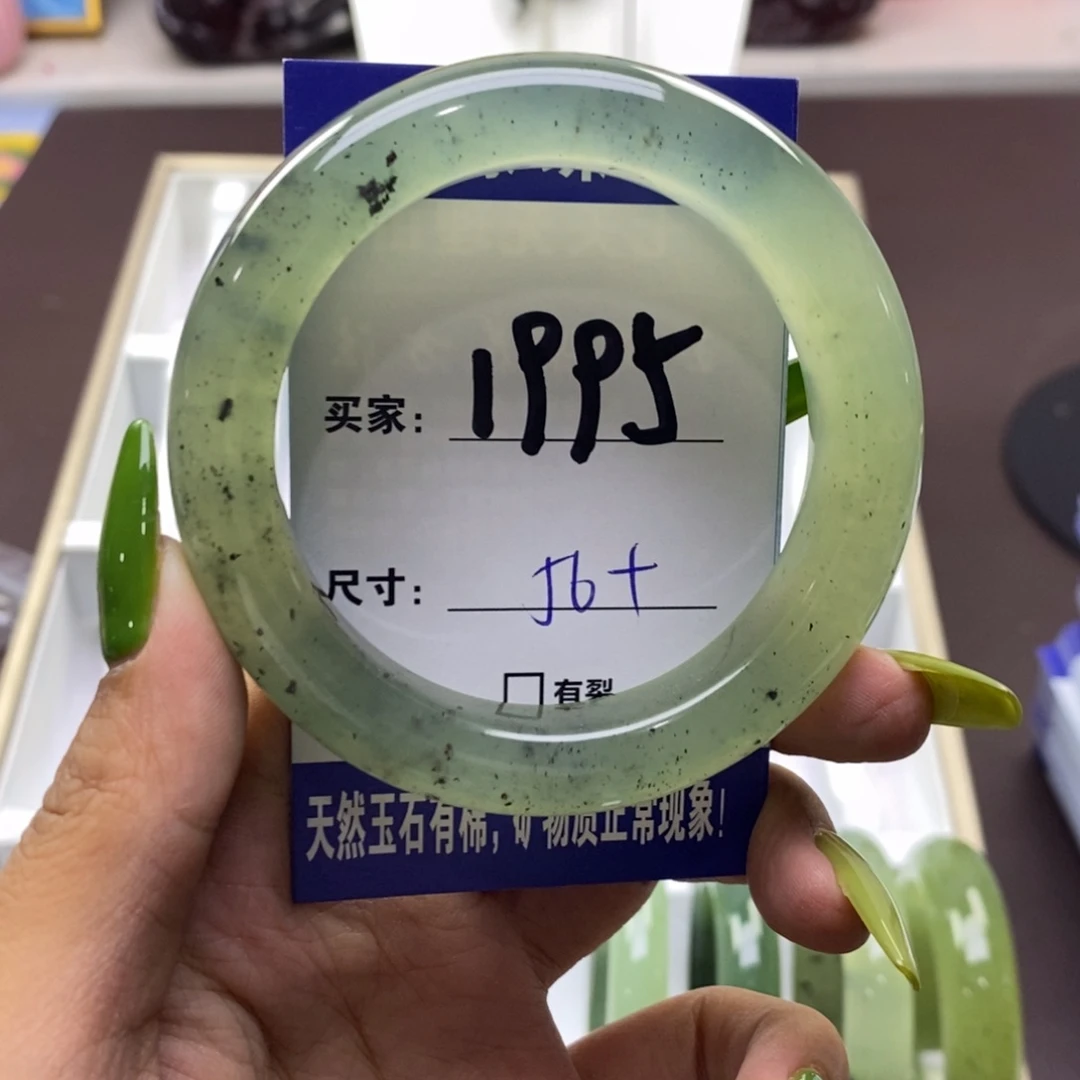 买家: 1995
尺寸: 56+
有裂
天然玉石有棉,矿物质正常现象!